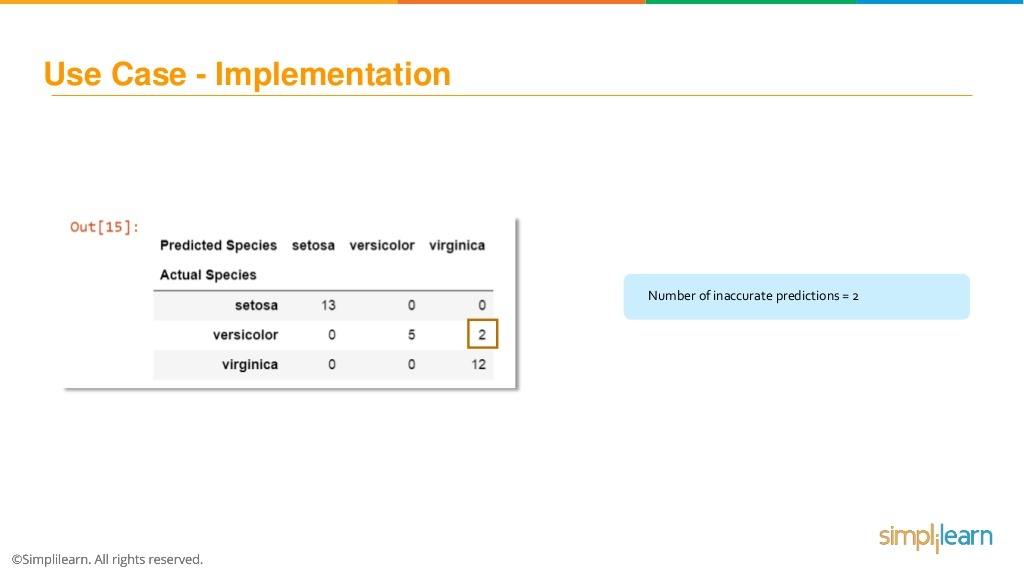 Use Case - Implementation
Out[15]:
Predicted Species setosa versicolor virginica
Actual Species
setosa 13 0 0
versicolor 0 5 2
virginica 0 0 12
Number of inaccurate predictions = 2
simplilearn
©Simplilearn. All rights reserved.